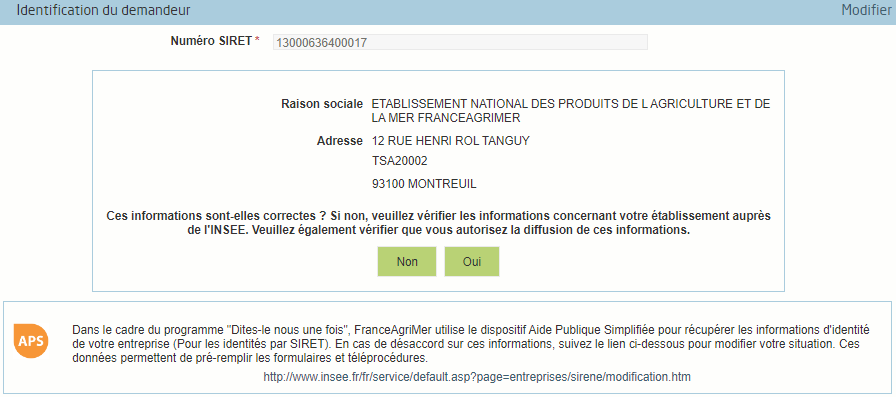 Identification du demandeur Modifier
Numéro SIRET * 13000636400017
Raison sociale ETABLISSEMENT NATIONAL DES PRODUITS DE L AGRICULTURE ET DE
LA MER FRANCEAGRIMER
Adresse 12 RUE HENRI ROL TANGUY
TSA20002
93100 MONTREUIL
Ces informations sont-elles correctes ? Si non, veuillez vérifier les informations concernant votre établissement auprès
de l'INSEE. Veuillez également vérifier que vous autorisez la diffusion de ces informations.
Non Oui
APS
Dans le cadre du programme "Dites-le nous une fois", FranceAgriMer utilise le dispositif Aide Publique Simplifiée pour récupérer les informations d'identité
de votre entreprise (Pour les identités par SIRET). En cas de désaccord sur ces informations, suivez le lien ci-dessous pour modifier votre situation. Ces
données permettent de pré-remplir les formulaires et téléprocédures.
http://www.insee.fr/fr/service/default.asp?page=entreprises/sirene/modification.htm